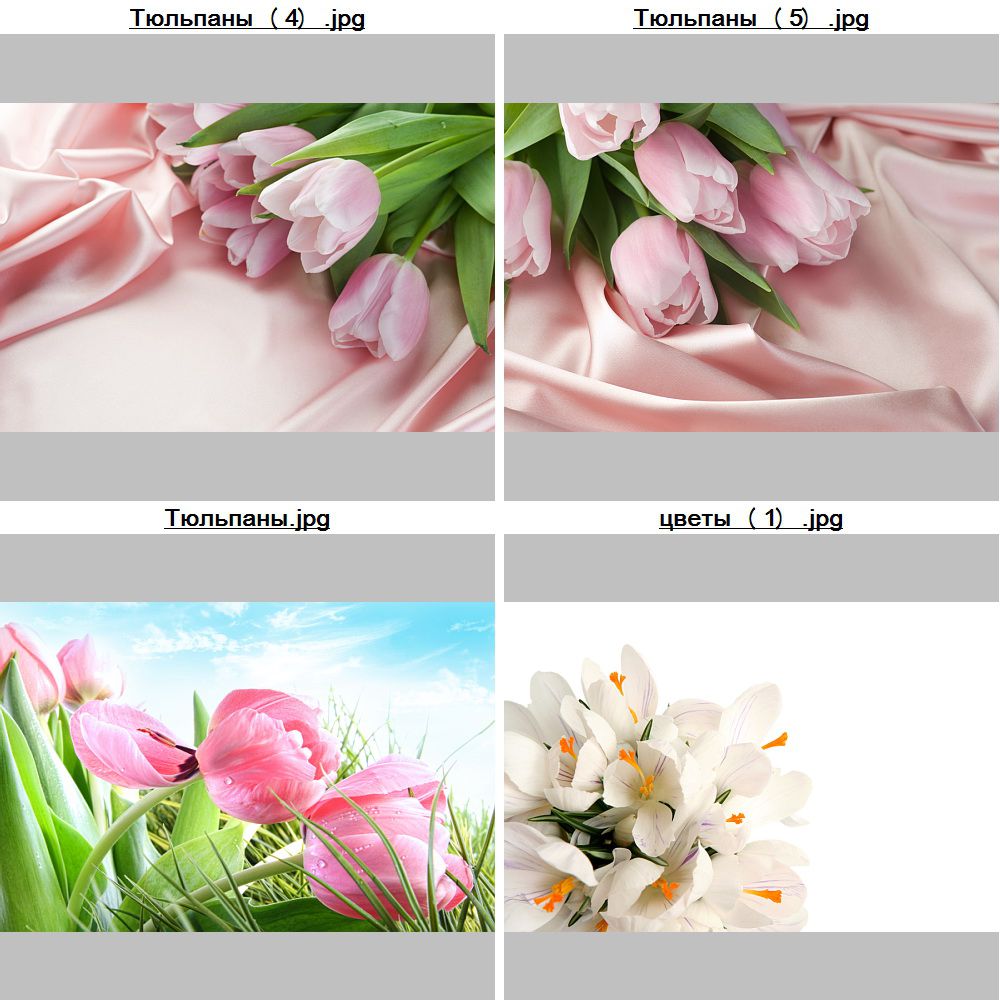 Тюльпаны ( 4) .jpg
Тюльпаны ( 5) .jpg
Тюльпаны.jpg
цветы ( 1) .jpg